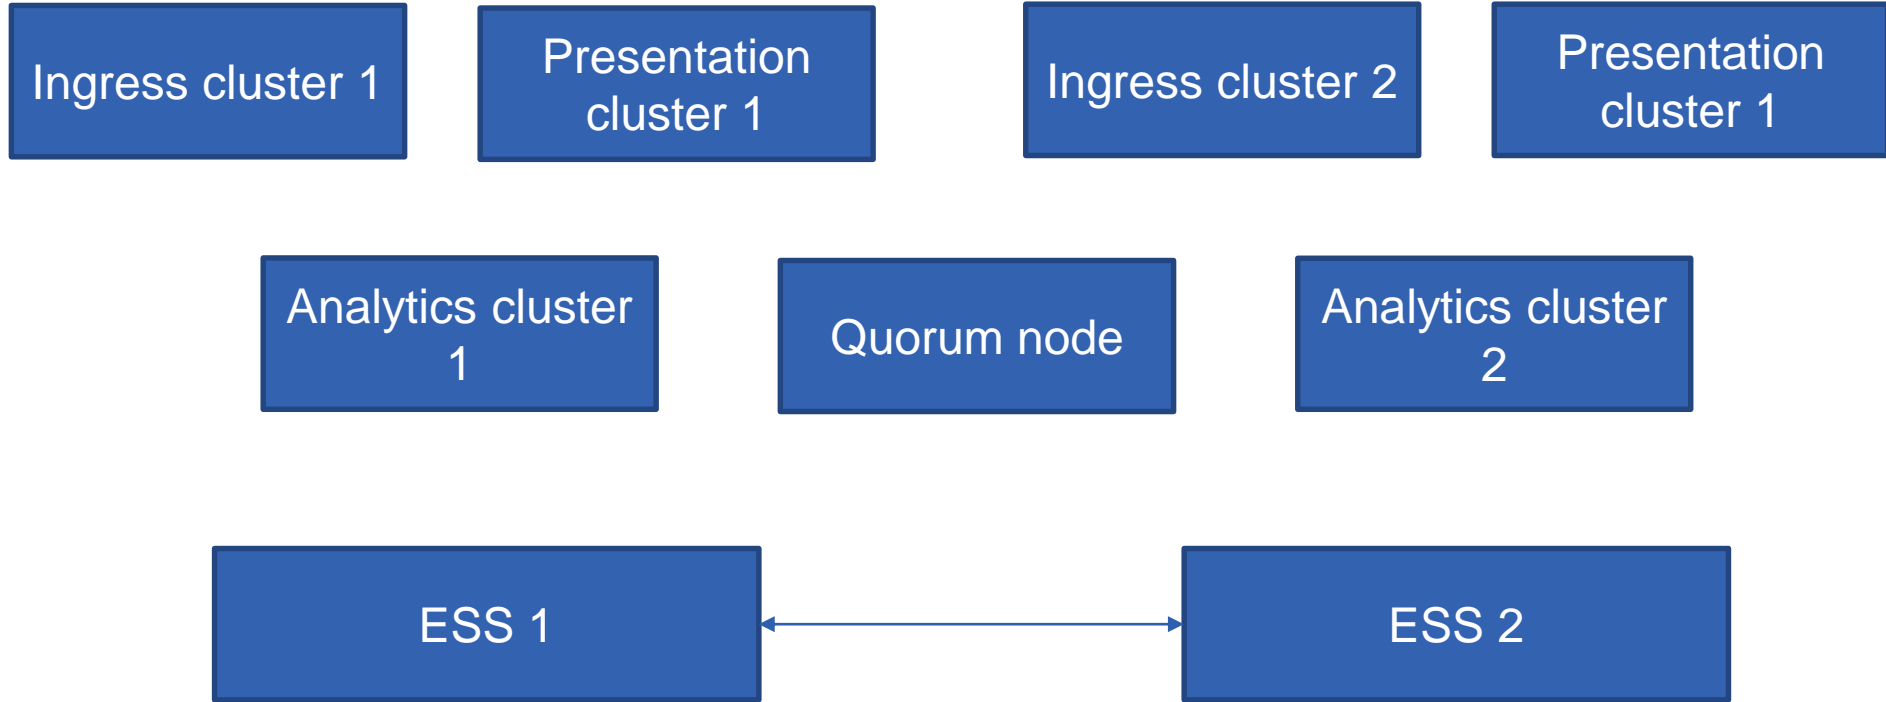 Ingress cluster 1
Presentation
cluster 1
Ingress cluster 2
Presentation
cluster 1
Analytics cluster
1
Quorum node
Analytics cluster
2
ESS 1
ESS 2